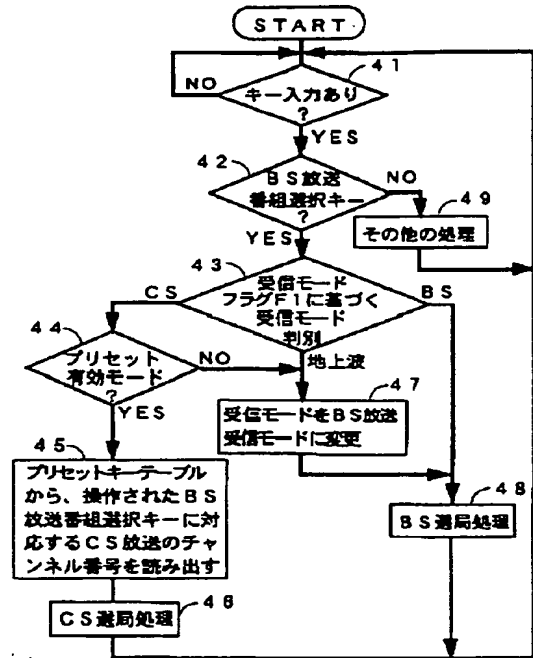 START
41
NO
キー入力あり
?
YES
42
BS放送
番組選択キー
?
NO
49
その他の処理
YES
43
受信モード
フラグF1に基づく
受信モード
判別
CS
BS
地上波
44
プリセット
有効モード
?
NO
YES
47
受信モードをBS放送
受信モードに変更
45
プリセットキーテーブル
から、操作されたBS
放送番組選択キーに対
応するCS放送のチャ
ンネル番号を読み出す
48
BS選局処理
46
CS選局処理